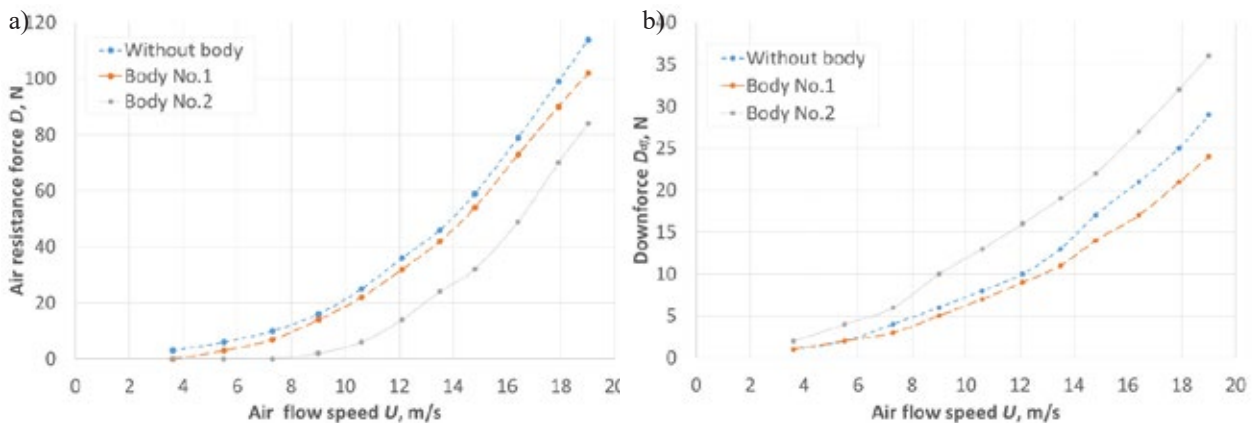 a)
120
100
80
60
40
20
0
Air resistance force D, N
Without body
Body No.1
Body No.2
0 2 4 6 8 10 12 14 16 18 20
Air flow speed U, m/s
b)
40
35
30
25
20
15
10
5
0
Downforce N
Without body
Body No.1
Body No.2
0 2 4 6 8 10 12 14 16 18 20
Air flow speed U, m/s